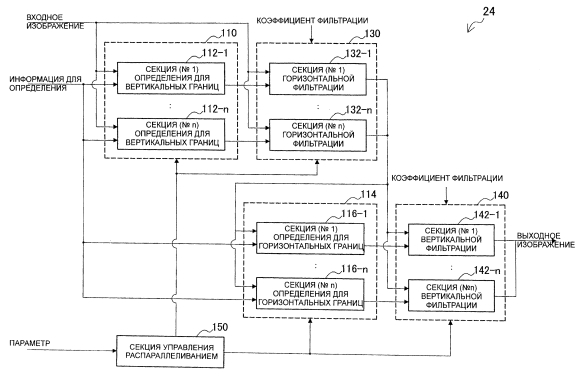 24
ВХОДНОЕ
ИЗОБРАЖЕНИЕ
110
КОЭФФИЦИЕНТ ФИЛЬТРАЦИИ
130
112-1
СЕКЦИЯ (№ 1)
ОПРЕДЕЛЕНИЯ ДЛЯ
ВЕРТИКАЛЬНЫХ ГРАНИЦ
132-1
СЕКЦИЯ (№ 1)
ГОРИЗОНТАЛЬНОЙ
ФИЛЬТРАЦИИ
ИНФОРМАЦИЯ ДЛЯ
ОПРЕДЕЛЕНИЯ
112-n
СЕКЦИЯ (№ n)
ОПРЕДЕЛЕНИЯ ДЛЯ
ВЕРТИКАЛЬНЫХ ГРАНИЦ
132-n
СЕКЦИЯ (№ n)
ГОРИЗОНТАЛЬНОЙ
ФИЛЬТРАЦИИ
КОЭФФИЦИЕНТ ФИЛЬТРАЦИИ
114
140
116-1
СЕКЦИЯ (№ 1)
ОПРЕДЕЛЕНИЯ ДЛЯ
ГОРИЗОНТАЛЬНЫХ ГРАНИЦ
142-1
СЕКЦИЯ (№ 1)
ВЕРТИКАЛЬНОЙ
ФИЛЬТРАЦИИ
ВЫХОДНОЕ
ИЗОБРАЖЕНИЕ
116-n
СЕКЦИЯ (№ n)
ОПРЕДЕЛЕНИЯ ДЛЯ
ГОРИЗОНТАЛЬНЫХ ГРАНИЦ
142-n
СЕКЦИЯ (№n)
ВЕРТИКАЛЬНОЙ
ФИЛЬТРАЦИИ
150
ПАРАМЕТР
СЕКЦИЯ УПРАВЛЕНИЯ
РАСПАРАЛЛЕЛИВАНИЕМ